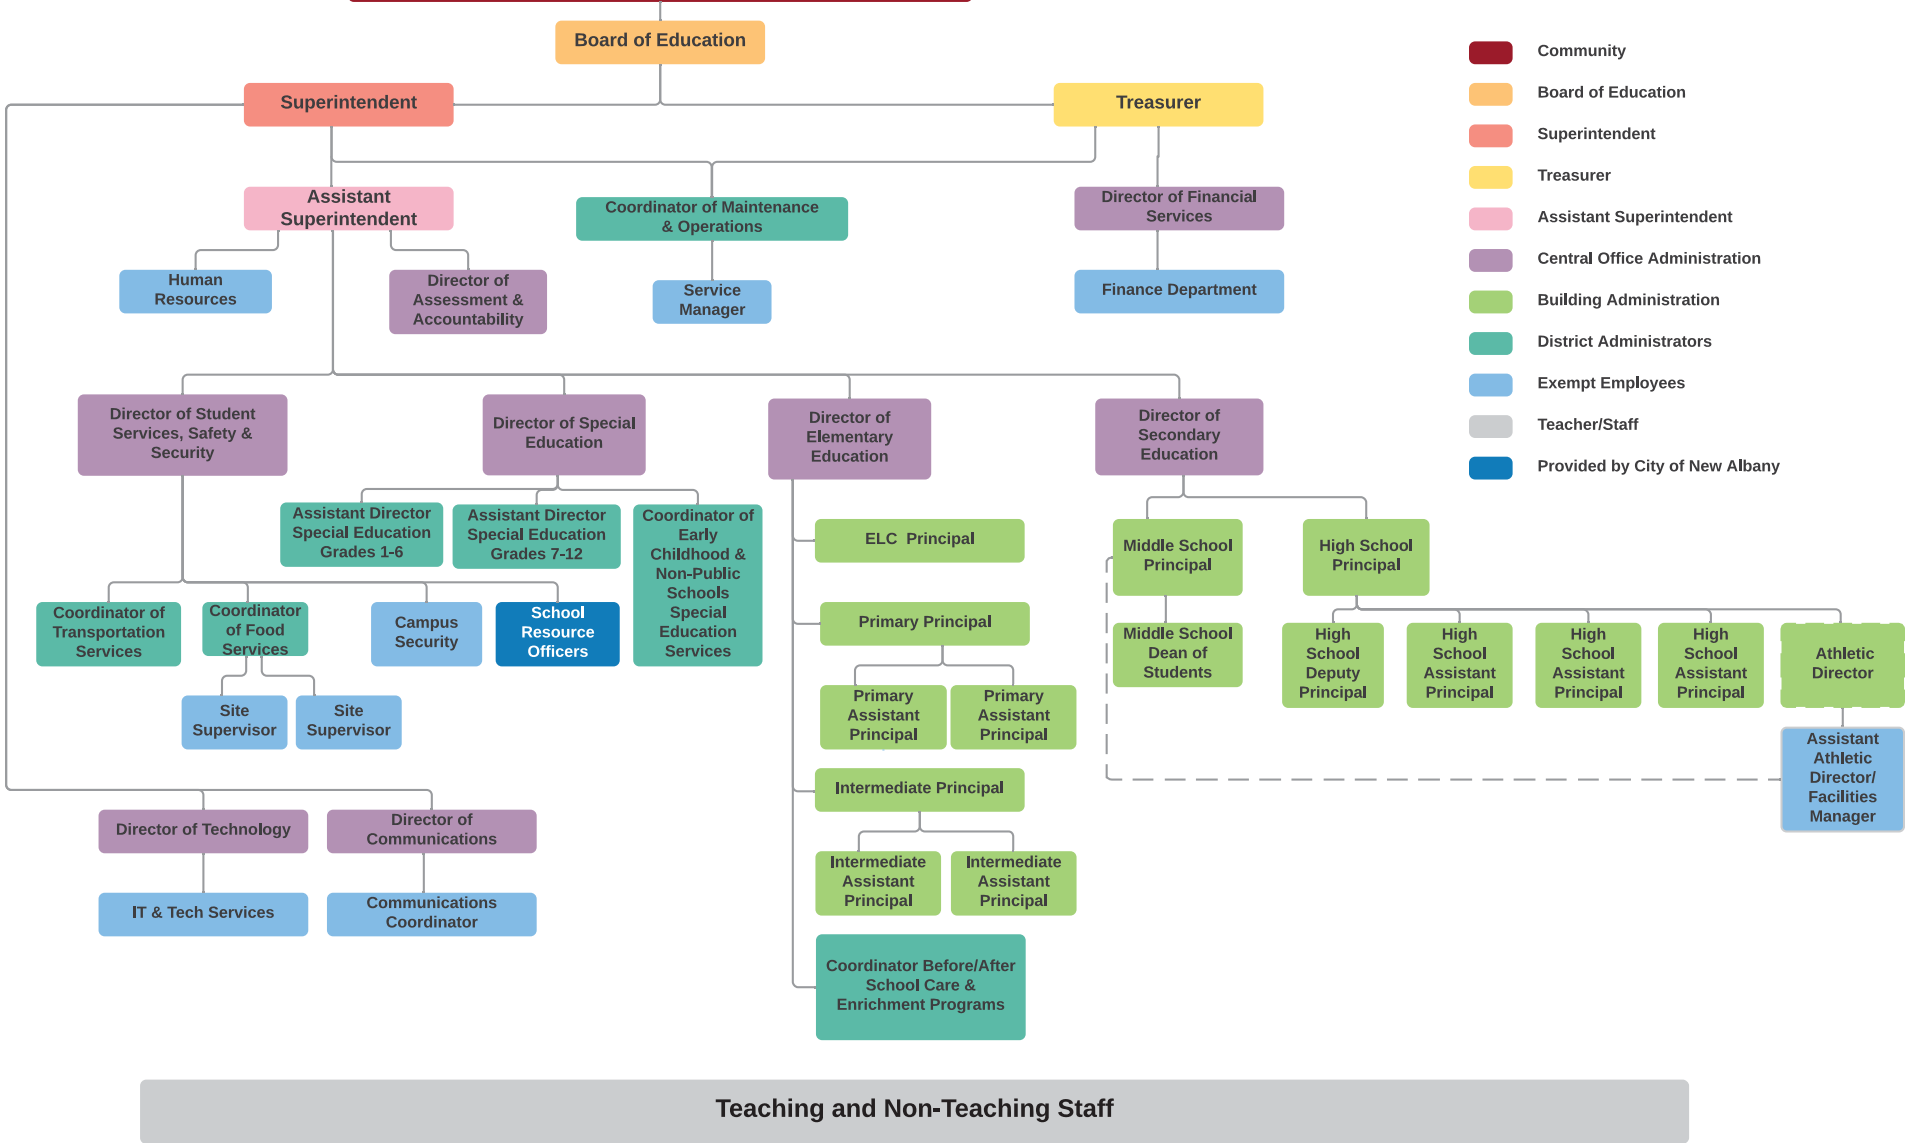 Board of Education
Superintendent
Treasurer
Assistant
Superintendent
Coordinator of Maintenance
& Operations
Director of Financial
Services
Human
Resources
Director of
Assessment &
Accountability
Service
Manager
Finance Department
Director of Student
Services, Safety &
Security
Director of Special
Education
Director of
Elementary
Education
Director of
Secondary
Education
Assistant Director
Special Education
Grades 1-6
Assistant Director
Special Education
Grades 7-12
Coordinator of
Early
Childhood &
Non-Public
Schools
Special
Education
Services
ELC Principal
Middle School
Principal
High School
Principal
Coordinator of
Transportation
Services
Coordinator
of Food
Services
Campus
Security
School
Resource
Officers
Primary Principal
Middle School
Dean of
Students
High
School
Deputy
Principal
High
School
Assistant
Principal
High
School
Assistant
Principal
High
School
Assistant
Principal
Athletic
Director
Site
Supervisor
Site
Supervisor
Primary
Assistant
Principal
Primary
Assistant
Principal
Assistant
Athletic
Director/
Facilities
Manager
Intermediate Principal
Director of Technology
Director of
Communications
Intermediate
Assistant
Principal
Intermediate
Assistant
Principal
IT & Tech Services
Communications
Coordinator
Coordinator Before/After
School Care &
Enrichment Programs
Teaching and Non-Teaching Staff
Community
Board of Education
Superintendent
Treasurer
Assistant Superintendent
Central Office Administration
Building Administration
District Administrators
Exempt Employees
Teacher/Staff
Provided by City of New Albany